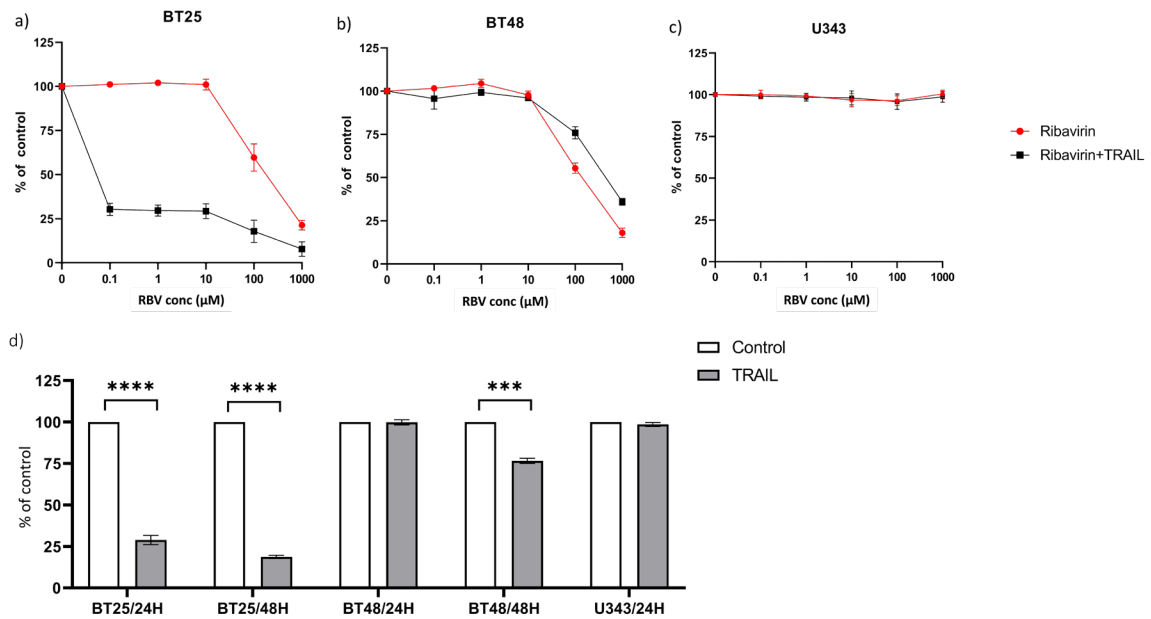 a)
BT25
125
100
75
50
25
0
% of control
0 0.1 1 10 100 1000
RBV conc (µM)
b)
BT48
125
100
75
50
25
0
% of control
0 0.1 1 10 100 1000
RBV conc (µM)
c)
U343
125
100
75
50
25
0
% of control
0 0.1 1 10 100 1000
RBV conc (µM)
Ribavirin
Ribavirin+TRAIL
d)
Control
TRAIL
125
100
75
50
25
0
% of control
**** **** ***
BT25/24H BT25/48H BT48/24H BT48/48H U343/24H